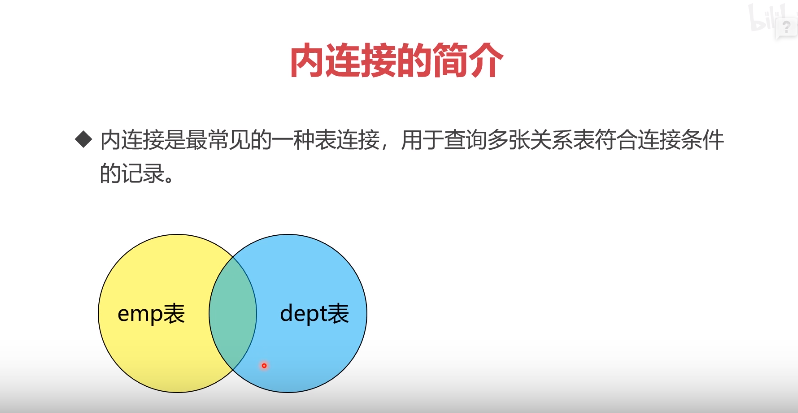 内连接的简介
◆ 内连接是最常见的一种表连接，用于查询多张关系表符合连接条件
的记录。
emp表
dept表
?